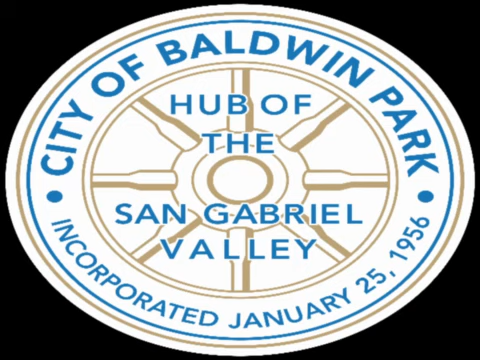 CITY OF BALDWIN PARK
HUB OF
THE
SAN GABRIEL
VALLEY
INCORPORATED JANUARY 25, 1956